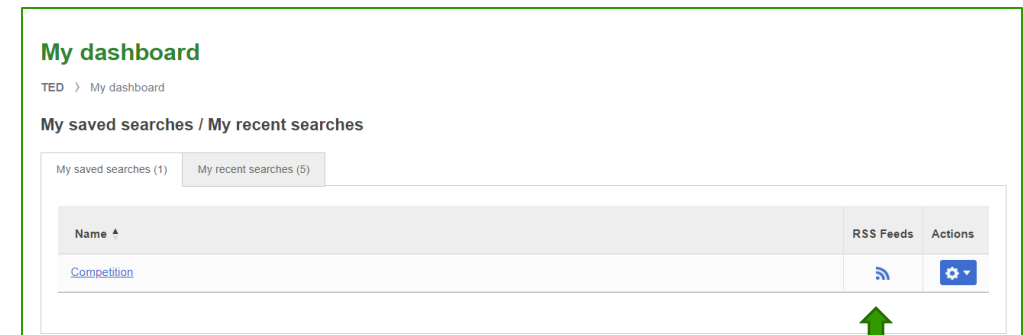 My dashboard
TED 》 My dashboard
My saved searches / My recent searches
My saved searches (1) My recent searches (5)
Name RSS Feeds Actions
Competition